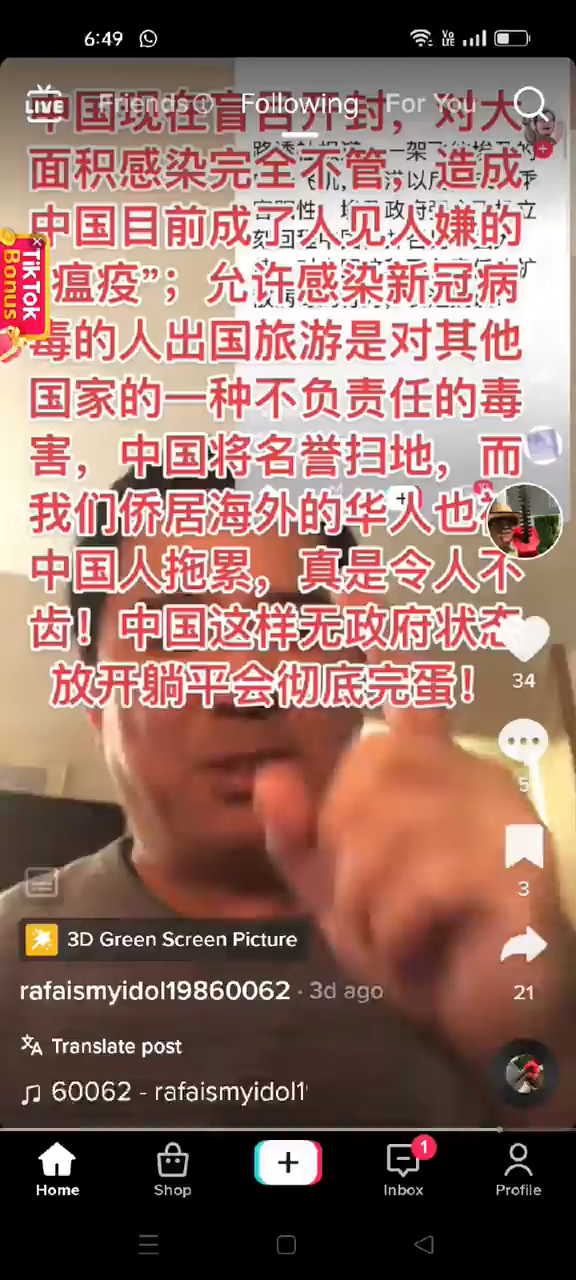 6:49
Vo
LTE
LIVE Friends Following For You
中国现在盲目开封，对大
面积感染完全不管，造成
中国目前成了人见人嫌的
“瘟疫”；允许感染新冠病
毒的人出国旅游是对其他
国家的一种不负责任的毒
害，中国将名誉扫地，而
我们侨居海外的华人也被
中国人拖累，真是令人不
齿！中国这样无政府状态
放开躺平会彻底完蛋！
TikTok
Bonus
34
5
3
21
3D Green Screen Picture
rafaismyidol19860062 · 3d ago
Translate post
60062 - rafaismyidol1
1
Home Shop Inbox Profile